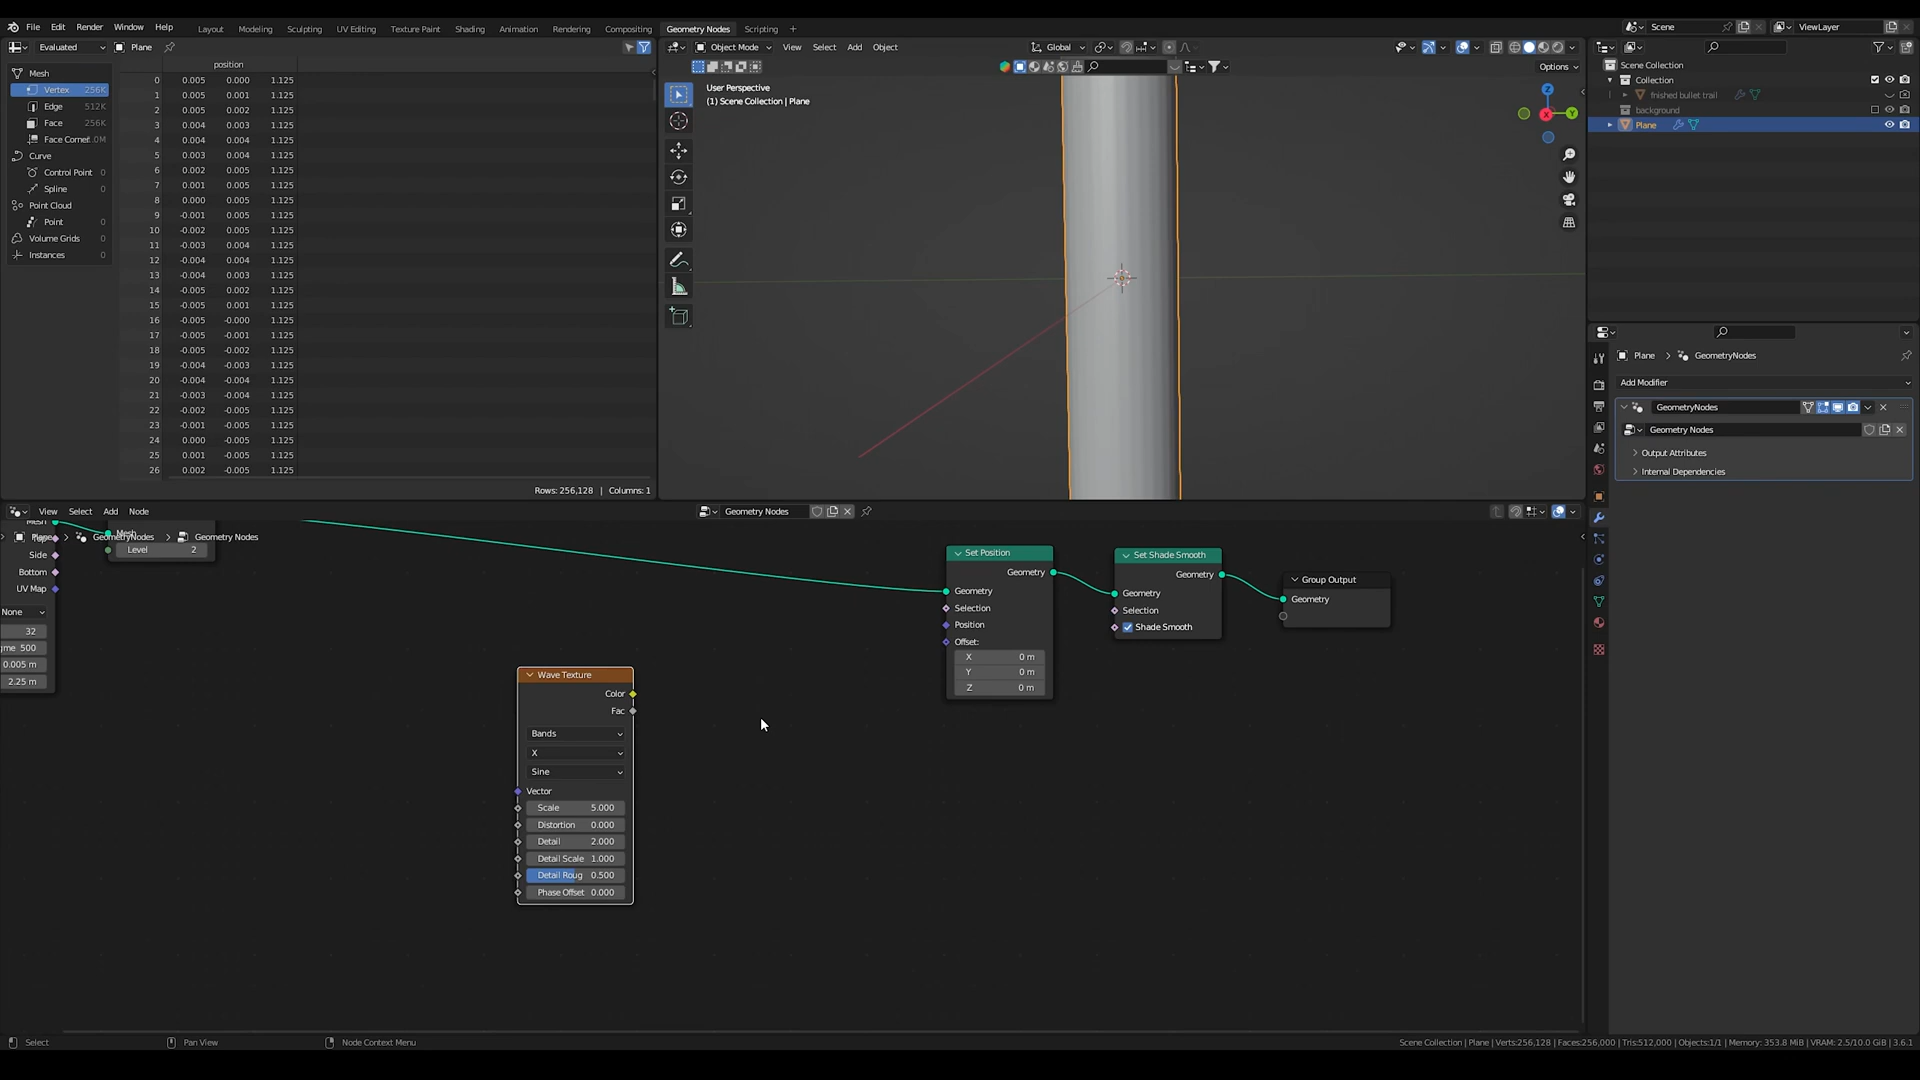 File Edit Render Window Help Layout Modeling Sculpting UV Editing Texture Paint Shading Animation Rendering Compositing Geometry Nodes Scripting + Scene ViewLayer
Evaluated Plane
Object Mode View Select Add Object Global
Options
position
Mesh
Vertex 256K
Edge 512K
Face 256K
Face Corner .0M
Curve
Control Point 0
Spline 0
Point Cloud
Point 0
Volume Grids 0
Instances 0
0 0.005 0.000 1.125
1 0.005 0.001 1.125
2 0.005 0.002 1.125
3 0.004 0.003 1.125
4 0.004 0.004 1.125
5 0.003 0.004 1.125
6 0.002 0.005 1.125
7 0.001 0.005 1.125
8 0.000 0.005 1.125
9 -0.001 0.005 1.125
10 -0.002 0.005 1.125
11 -0.003 0.004 1.125
12 -0.004 0.004 1.125
13 -0.004 0.003 1.125
14 -0.005 0.002 1.125
15 -0.005 0.001 1.125
16 -0.005 -0.000 1.125
17 -0.005 -0.001 1.125
18 -0.005 -0.002 1.125
19 -0.004 -0.003 1.125
20 -0.004 -0.004 1.125
21 -0.003 -0.004 1.125
22 -0.002 -0.005 1.125
23 -0.001 -0.005 1.125
24 0.000 -0.005 1.125
25 0.001 -0.005 1.125
26 0.002 -0.005 1.125
Rows: 256,128 | Columns: 1
User Perspective
(1) Scene Collection | Plane
Z
Y
X
Scene Collection
Collection
fnished bullet trail
background
Plane
Plane > GeometryNodes
Add Modifier
GeometryNodes
Geometry Nodes
Output Attributes
Internal Dependencies
View Select Add Node
Geometry Nodes
Plane > GeometryNodes > Geometry Nodes
Mesh
Top
Side
Bottom
UV Map
None
32
gme 500
0.005 m
2.25 m
Mesh
Level 2
Wave Texture
Color
Fac
Bands
X
Sine
Vector
Scale 5.000
Distortion 0.000
Detail 2.000
Detail Scale 1.000
Detail Roug 0.500
Phase Offset 0.000
Set Position
Geometry
Geometry
Selection
Position
Offset:
X 0 m
Y 0 m
Z 0 m
Set Shade Smooth
Geometry
Geometry
Selection
Shade Smooth
Group Output
Geometry
Select Pan View Node Context Menu
Scene Collection | Plane | Verts:256,128 | Faces:256,000 | Tris:512,000 | Objects:1/1 | Memory: 353.8 MiB | VRAM: 2.5/10.0 GiB | 3.6.1